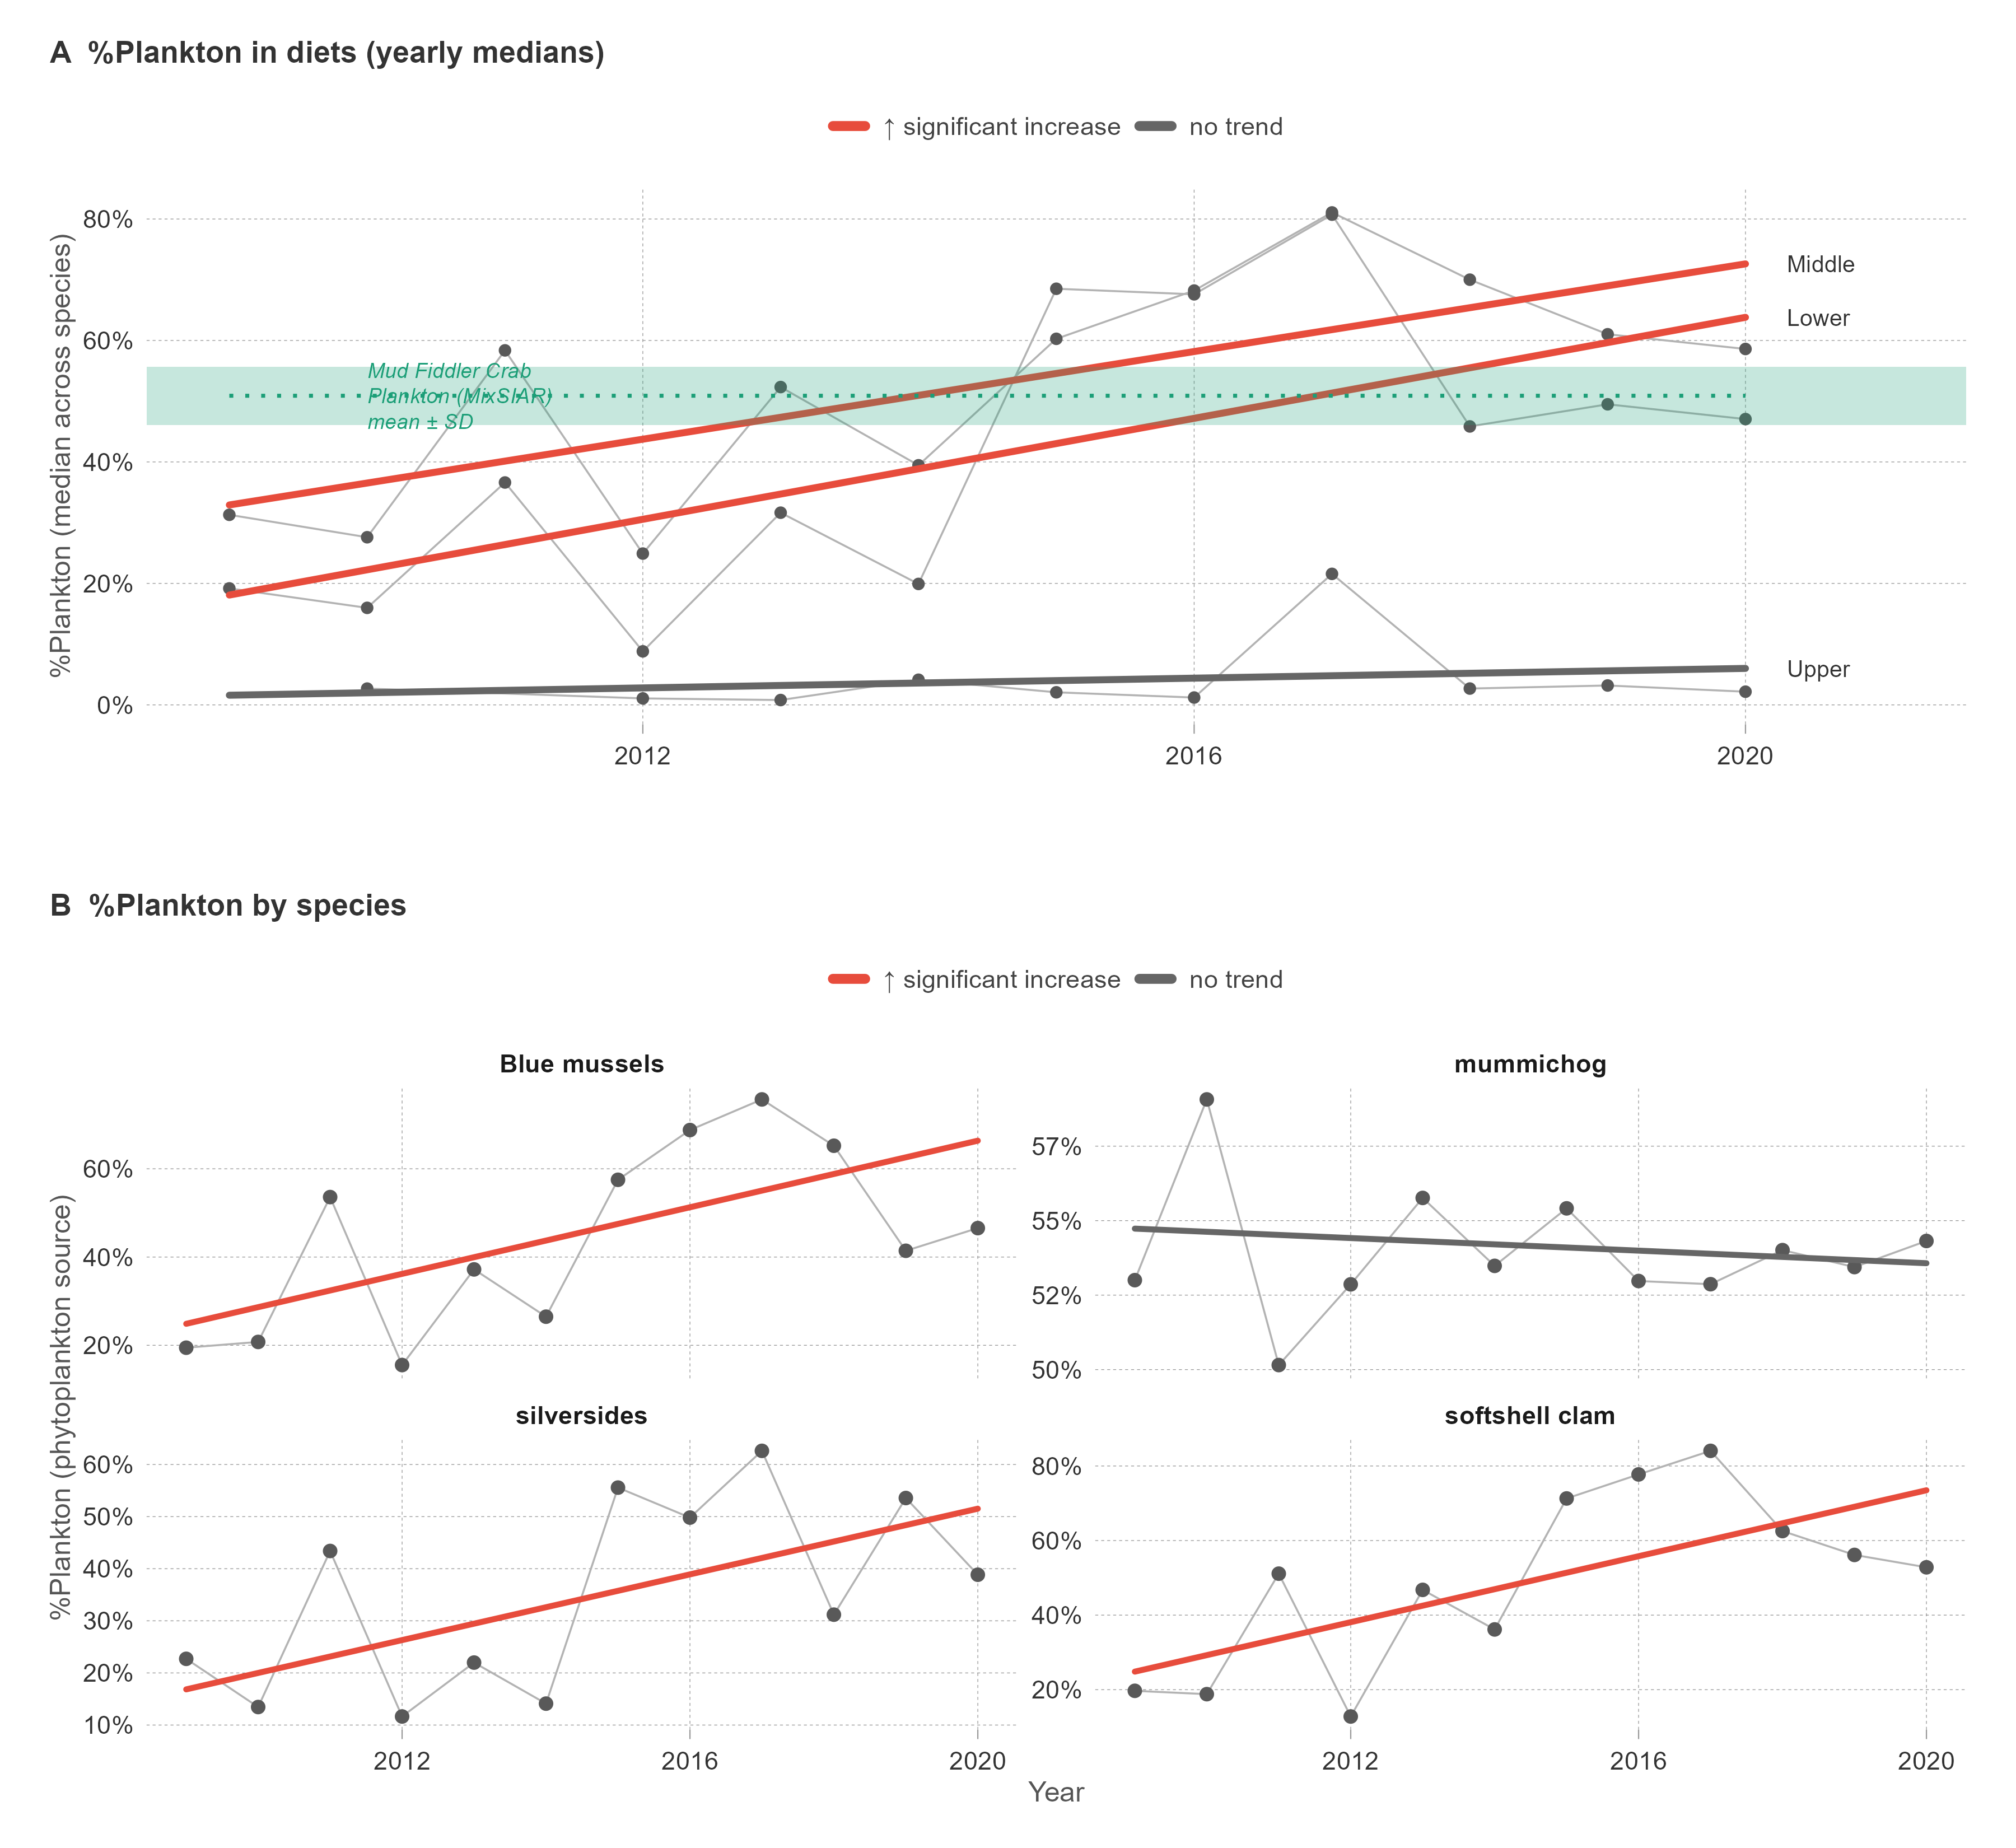 A %Plankton in diets (yearly medians)
↑ significant increase no trend
%Plankton (median across species)
80%
60%
40%
20%
0%
Mud Fiddler Crab
Plankton (MixSIAR)
mean ± SD
Middle
Lower
Upper
2012 2016 2020
B %Plankton by species
↑ significant increase no trend
%Plankton (phytoplankton source)
Blue mussels
60%
40%
20%
mummichog
57%
55%
52%
50%
silversides
60%
50%
40%
30%
20%
10%
2012 2016 2020
softshell clam
80%
60%
40%
20%
2012 2016 2020
Year